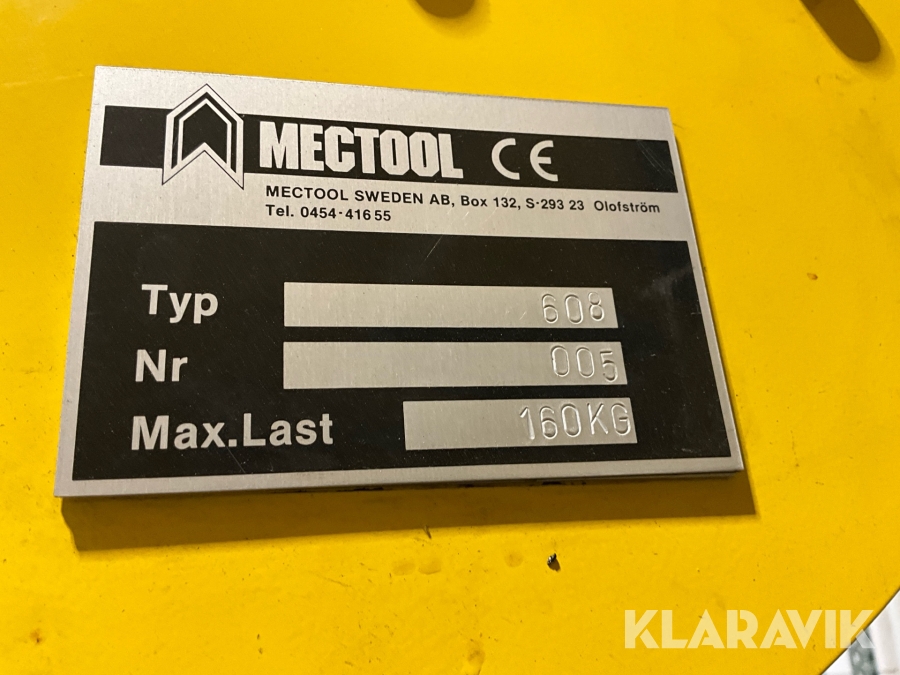 MECTOOL CE
MECTOOL SWEDEN AB, Box 132, S-293 23 Olofström
Tel. 0454-416 55
Typ 608
Nr 005
Max.Last 160KG
KLARAVIK